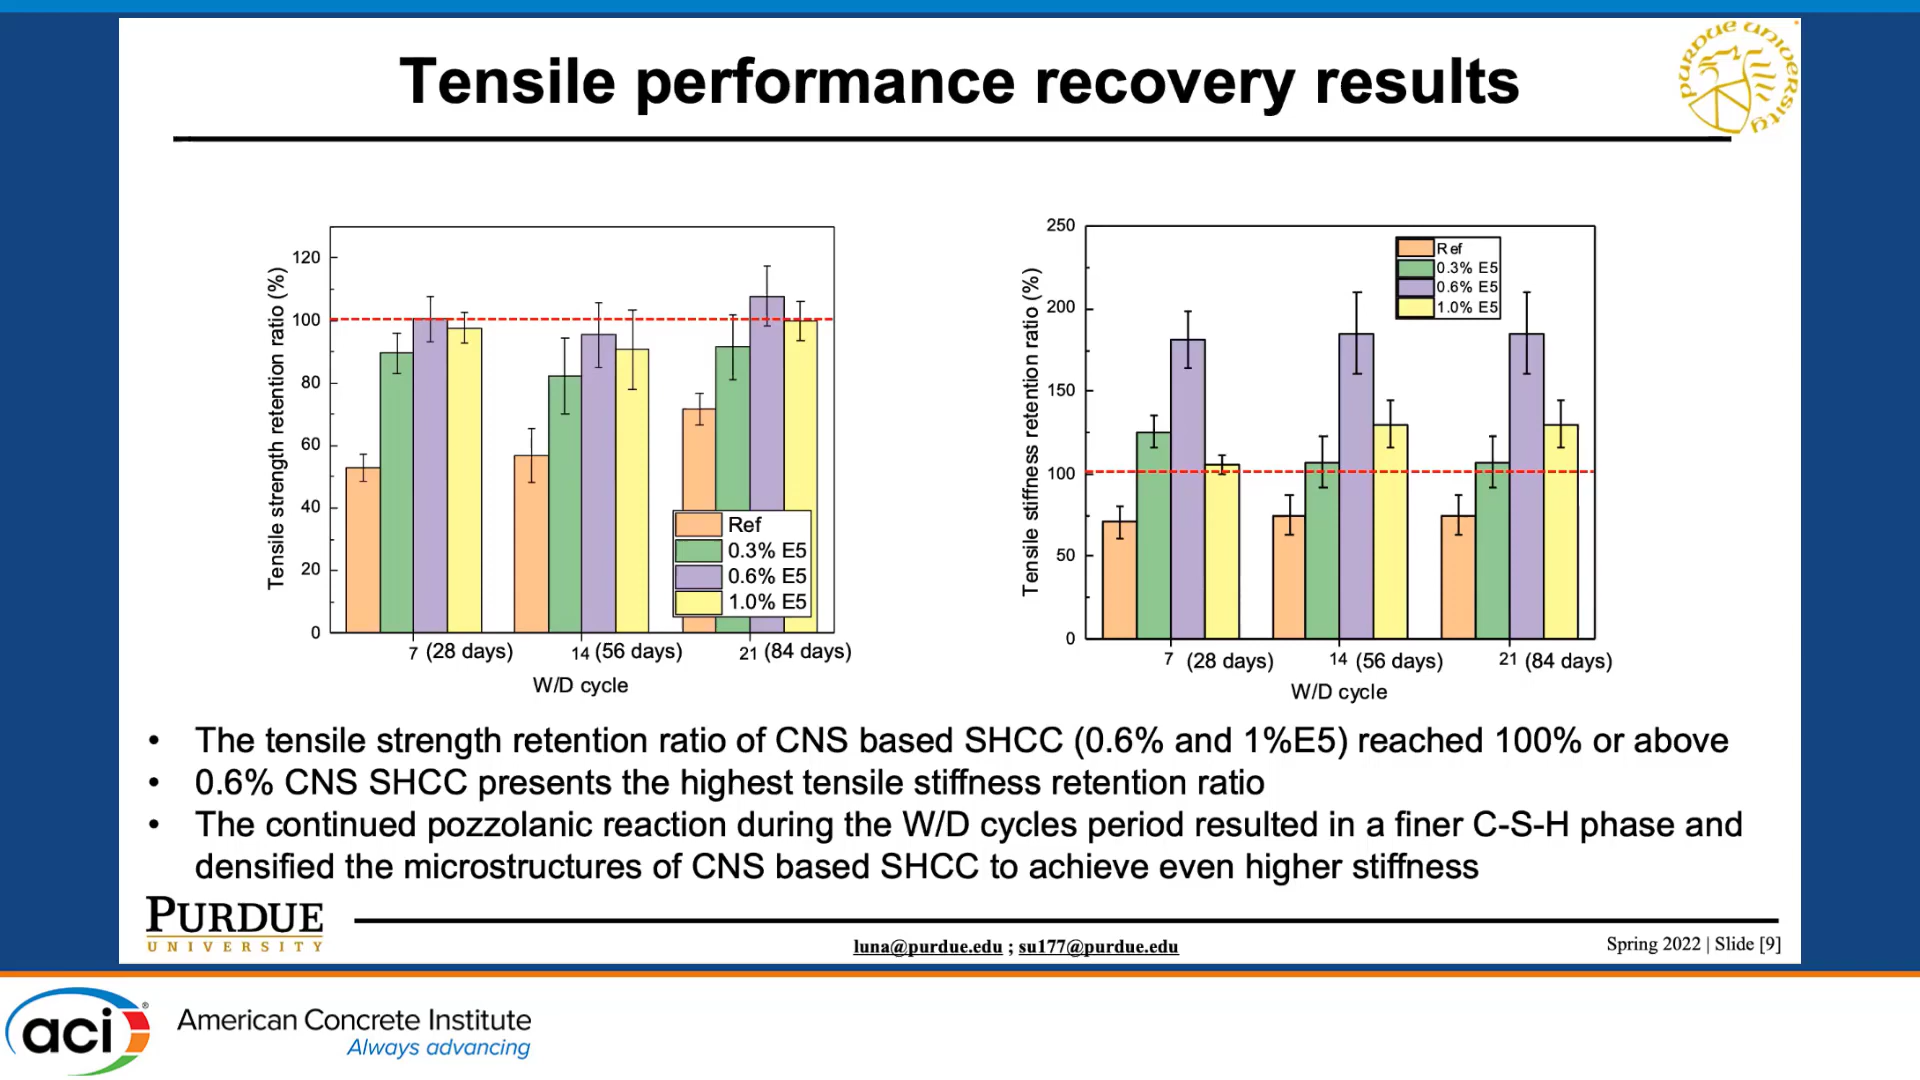 Tensile performance recovery results
PURDUE UNIVERSITY
Tensile strength retention ratio (%)
120
100
80
60
40
20
0
Ref
0.3% E5
0.6% E5
1.0% E5
7 (28 days) 14 (56 days) 21 (84 days)
W/D cycle
Tensile stiffness retention ratio (%)
250
200
150
100
50
0
Ref
0.3% E5
0.6% E5
1.0% E5
7 (28 days) 14 (56 days) 21 (84 days)
W/D cycle
• The tensile strength retention ratio of CNS based SHCC (0.6% and 1%E5) reached 100% or above
• 0.6% CNS SHCC presents the highest tensile stiffness retention ratio
• The continued pozzolanic reaction during the W/D cycles period resulted in a finer C-S-H phase and
densified the microstructures of CNS based SHCC to achieve even higher stiffness
PURDUE
UNIVERSITY
luna@purdue.edu ; su177@purdue.edu
Spring 2022 | Slide [9]
aci®
American Concrete Institute
Always advancing